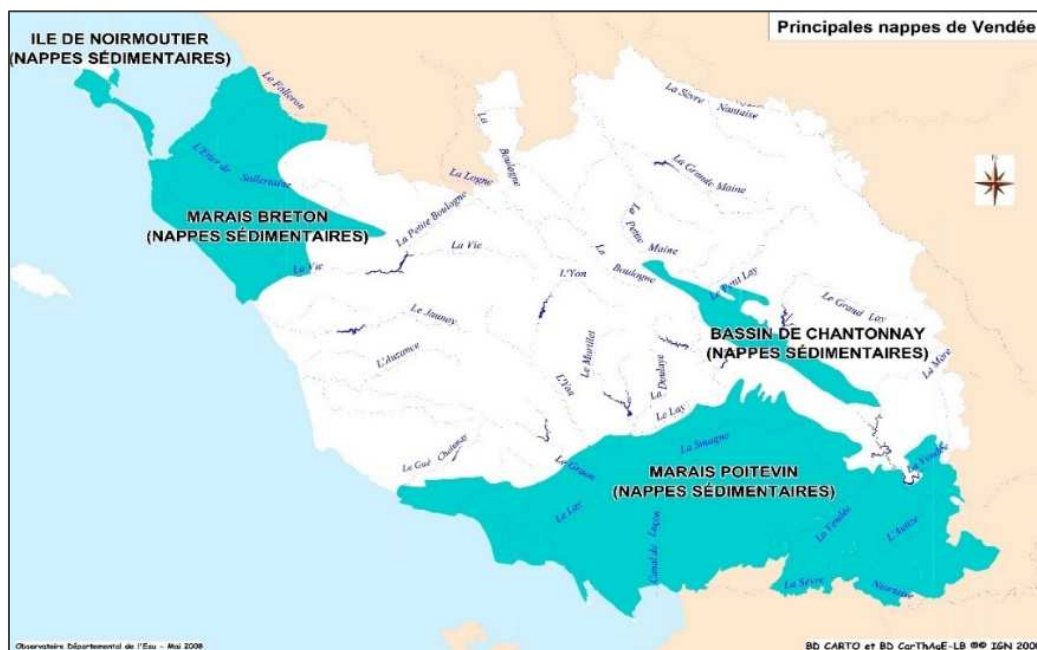 Principales nappes de Vendée
ILE DE NOIRMOUTIER
(NAPPES SÉDIMENTAIRES)
Le Falleron
La Sèvre Nantaise
La Boulogne
L'Etier de Sallertaine
La Grande Maine
La Logne
MARAIS BRETON
(NAPPES SÉDIMENTAIRES)
La Petite Boulogne
La Petite Maine
La Vie
La Vie
La Boulogne
L'Yon
Le Petit Lay
Le Grand Lay
Le Jaunay
BASSIN DE CHANTONNAY
(NAPPES SÉDIMENTAIRES)
L'Auzance
Le Marillet
La Mère
L'Yon
La Doulaye
Le Lay
La Smagne
Le Gué Chatenay
Le Graon
La Vendée
MARAIS POITEVIN
(NAPPES SÉDIMENTAIRES)
Le Lay
Canal de Luçon
La Vendée
L'Autise
La Sèvre Niortaise
Observatoire Départemental de l'Eau - Mai 2008
BD CARTO et BD CarThAgE-LB ©® IGN 2006